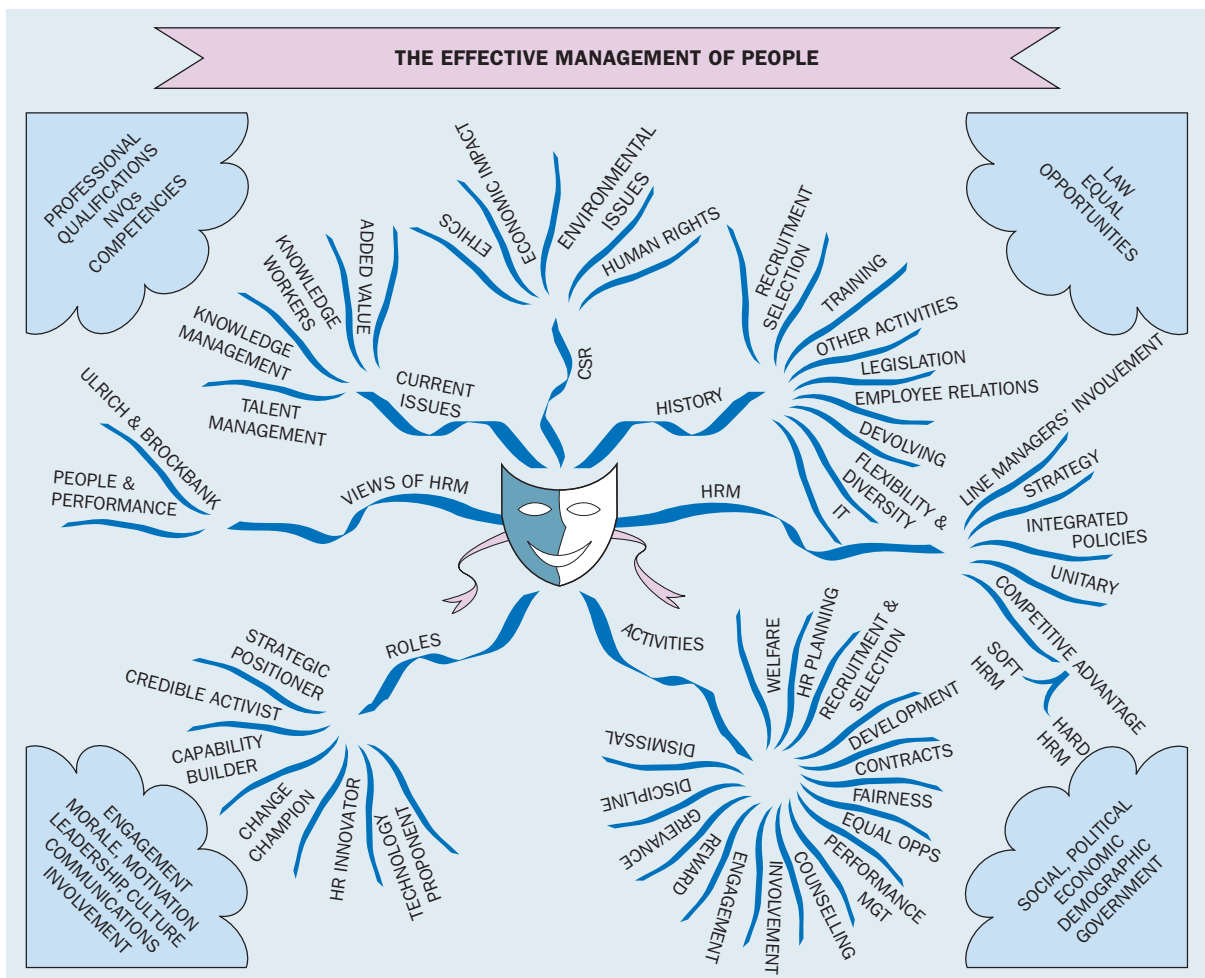 THE EFFECTIVE MANAGEMENT OF PEOPLE
PROFESSIONAL
QUALIFICATIONS
NVQs
COMPETENCIES
LAW
EQUAL
OPPORTUNITIES
CURRENT
ISSUES
TALENT
MANAGEMENT
KNOWLEDGE
MANAGEMENT
KNOWLEDGE
WORKERS
ADDED VALUE
CSR
ETHICS
ECONOMIC IMPACT
ENVIRONMENTAL
ISSUES
HUMAN RIGHTS
HISTORY
RECRUITMENT
SELECTION
TRAINING
OTHER ACTIVITIES
LEGISLATION
EMPLOYEE RELATIONS
DEVOLVING
FLEXIBILITY &
DIVERSITY
IT
VIEWS OF HRM
ULRICH & BROCKBANK
PEOPLE &
PERFORMANCE
HRM
LINE MANAGERS' INVOLVEMENT
STRATEGY
INTEGRATED
POLICIES
UNITARY
COMPETITIVE ADVANTAGE
SOFT
HRM
HARD
HRM
ROLES
STRATEGIC
POSITIONER
CREDIBLE ACTIVIST
CAPABILITY
BUILDER
CHANGE
CHAMPION
HR INNOVATOR
TECHNOLOGY
PROPONENT
ACTIVITIES
WELFARE
HR PLANNING
RECRUITMENT &
SELECTION
DEVELOPMENT
CONTRACTS
FAIRNESS
EQUAL OPPS
PERFORMANCE
MGT
COUNSELLING
INVOLVEMENT
ENGAGEMENT
REWARD
GRIEVANCE
DISCIPLINE
DISMISSAL
ENGAGEMENT
MORALE, MOTIVATION
LEADERSHIP, CULTURE
COMMUNICATIONS
INVOLVEMENT
SOCIAL, POLITICAL
ECONOMIC
DEMOGRAPHIC
GOVERNMENT